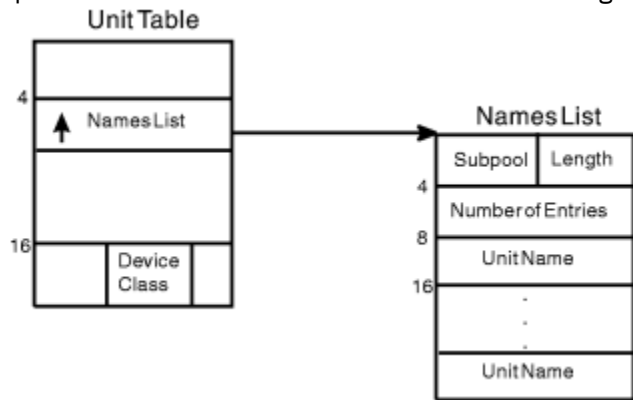 Unit Table
4
Names List
16
Device
Class
Names List
Subpool Length
4
Number of Entries
8
Unit Name
16
.
.
.
Unit Name